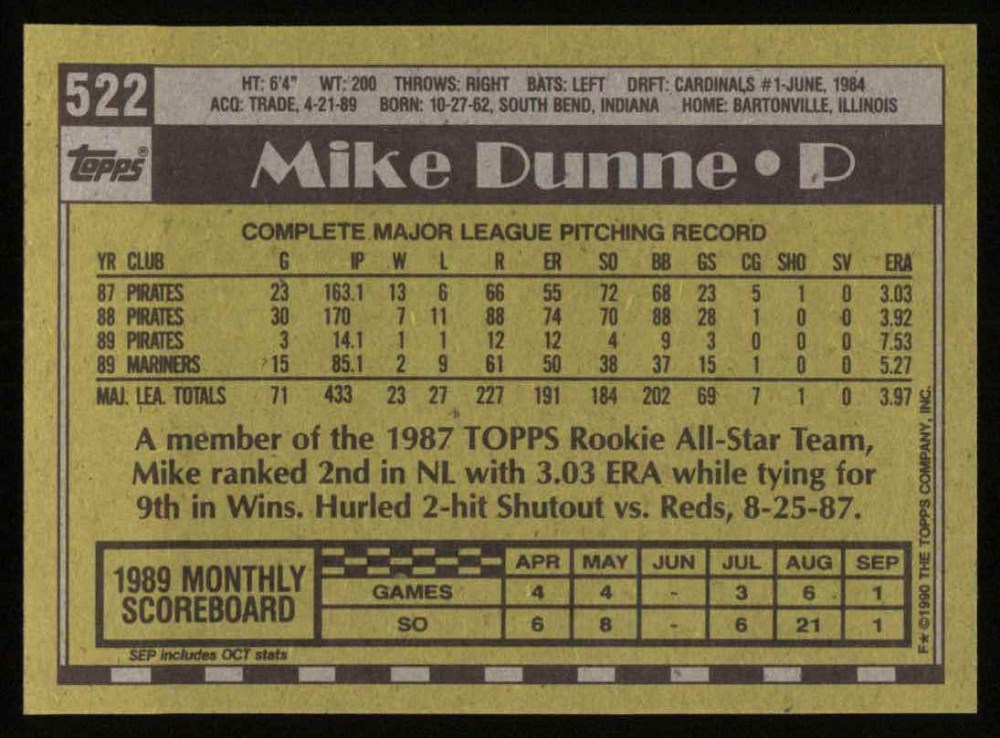 522
HT: 6'4" WT: 200 THROWS: RIGHT BATS: LEFT DRFT: CARDINALS #1-JUNE, 1984
ACQ: TRADE, 4-21-89 BORN: 10-27-62, SOUTH BEND, INDIANA HOME: BARTONVILLE, ILLINOIS
topps®
Mike Dunne • P
COMPLETE MAJOR LEAGUE PITCHING RECORD
YR CLUB G IP W L R ER SO BB GS CG SHO SV ERA
87 PIRATES 23 163.1 13 6 66 55 72 68 23 5 1 0 3.03
88 PIRATES 30 170 7 11 88 74 70 88 28 1 0 0 3.92
89 PIRATES 3 14.1 1 1 12 12 4 9 3 0 0 0 7.53
89 MARINERS 15 85.1 2 9 61 50 38 37 15 1 0 0 5.27
MAJ. LEA. TOTALS 71 433 23 27 227 191 184 202 69 7 1 0 3.97
A member of the 1987 TOPPS Rookie All-Star Team,
Mike ranked 2nd in NL with 3.03 ERA while tying for
9th in Wins. Hurled 2-hit Shutout vs. Reds, 8-25-87.
1989 MONTHLY
SCOREBOARD
APR MAY JUN JUL AUG SEP
GAMES 4 4 - 3 6 1
SO 6 8 - 6 21 1
SEP includes OCT stats
F★ ©1990 THE TOPPS COMPANY, INC.